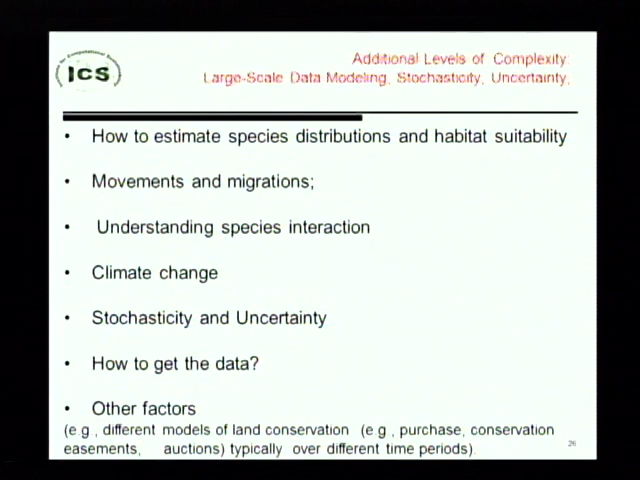 ICS
Additional Levels of Complexity:
Large-Scale Data Modeling, Stochasticity, Uncertainty,
• How to estimate species distributions and habitat suitability
• Movements and migrations;
• Understanding species interaction
• Climate change
• Stochasticity and Uncertainty
• How to get the data?
• Other factors
(e g , different models of land conservation (e g , purchase, conservation
easements, auctions) typically over different time periods).
26